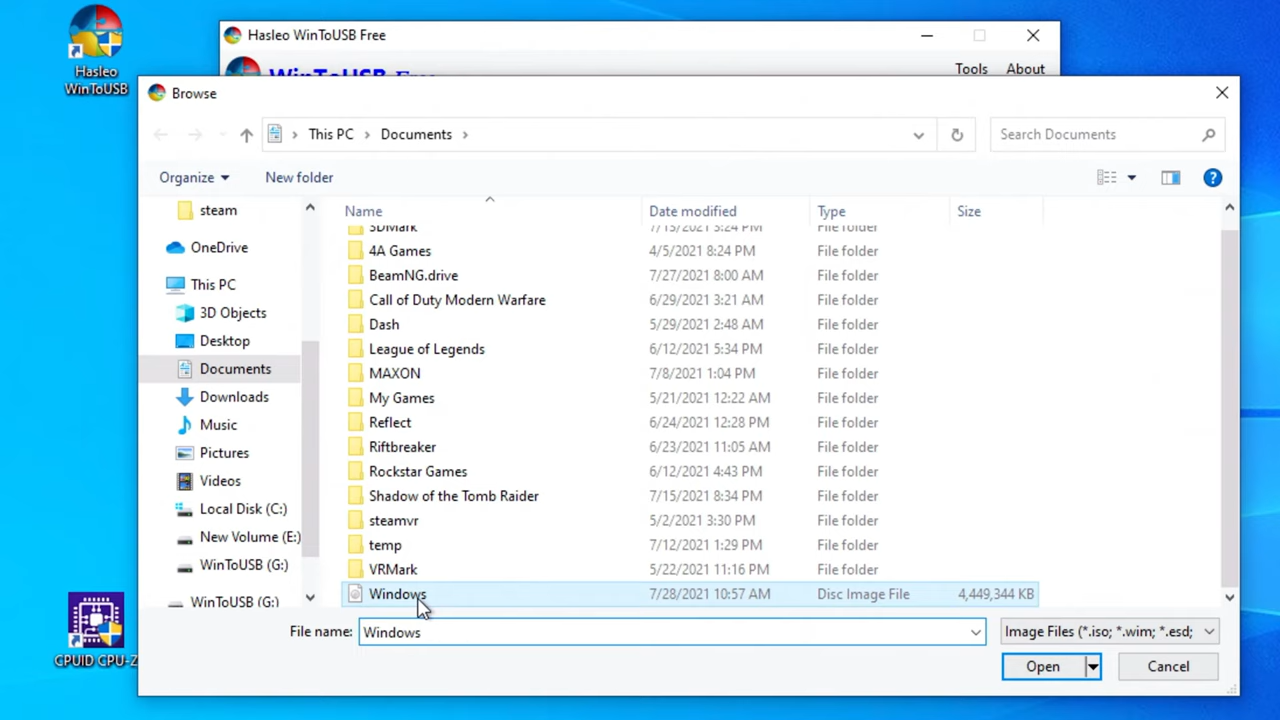 Hasleo WinToUSB Free
Hasleo
WinToUSB
WinToUSB Free
Tools About
Browse
This PC Documents
Search Documents
Organize New folder
Name Date modified Type Size
steam
OneDrive
This PC
3D Objects
Desktop
Documents
Downloads
Music
Pictures
Videos
Local Disk (C:)
New Volume (E:)
WinToUSB (G:)
WinToUSB (G:)
3DMark 7/15/2021 3:24 PM File folder
4A Games 4/5/2021 8:24 PM File folder
BeamNG.drive 7/27/2021 8:00 AM File folder
Call of Duty Modern Warfare 6/29/2021 3:21 AM File folder
Dash 5/29/2021 2:48 AM File folder
League of Legends 6/12/2021 5:34 PM File folder
MAXON 7/8/2021 1:04 PM File folder
My Games 5/21/2021 12:22 AM File folder
Reflect 6/24/2021 12:28 PM File folder
Riftbreaker 6/23/2021 11:05 AM File folder
Rockstar Games 6/12/2021 4:43 PM File folder
Shadow of the Tomb Raider 7/15/2021 8:34 PM File folder
steamvr 5/2/2021 3:30 PM File folder
temp 7/12/2021 1:29 PM File folder
VRMark 5/22/2021 11:16 PM File folder
Windows 7/28/2021 10:57 AM Disc Image File 4,449,344 KB
File name: Windows Image Files (*.iso; *.wim; *.esd;
Open Cancel
CPUID CPU-Z